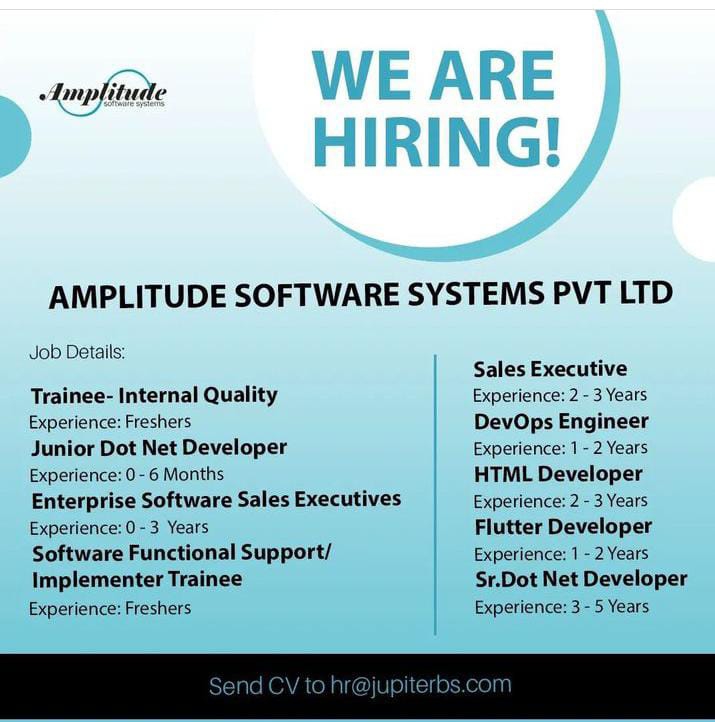 Amplitude
software systems
WE ARE
HIRING!
AMPLITUDE SOFTWARE SYSTEMS PVT LTD
Job Details:
Trainee- Internal Quality
Experience: Freshers
Junior Dot Net Developer
Experience: 0 - 6 Months
Enterprise Software Sales Executives
Experience: 0 - 3 Years
Software Functional Support/
Implementer Trainee
Experience: Freshers
Sales Executive
Experience: 2 - 3 Years
DevOps Engineer
Experience: 1 - 2 Years
HTML Developer
Experience: 2 - 3 Years
Flutter Developer
Experience: 1 - 2 Years
Sr.Dot Net Developer
Experience: 3 - 5 Years
Send CV to hr@jupiterbs.com